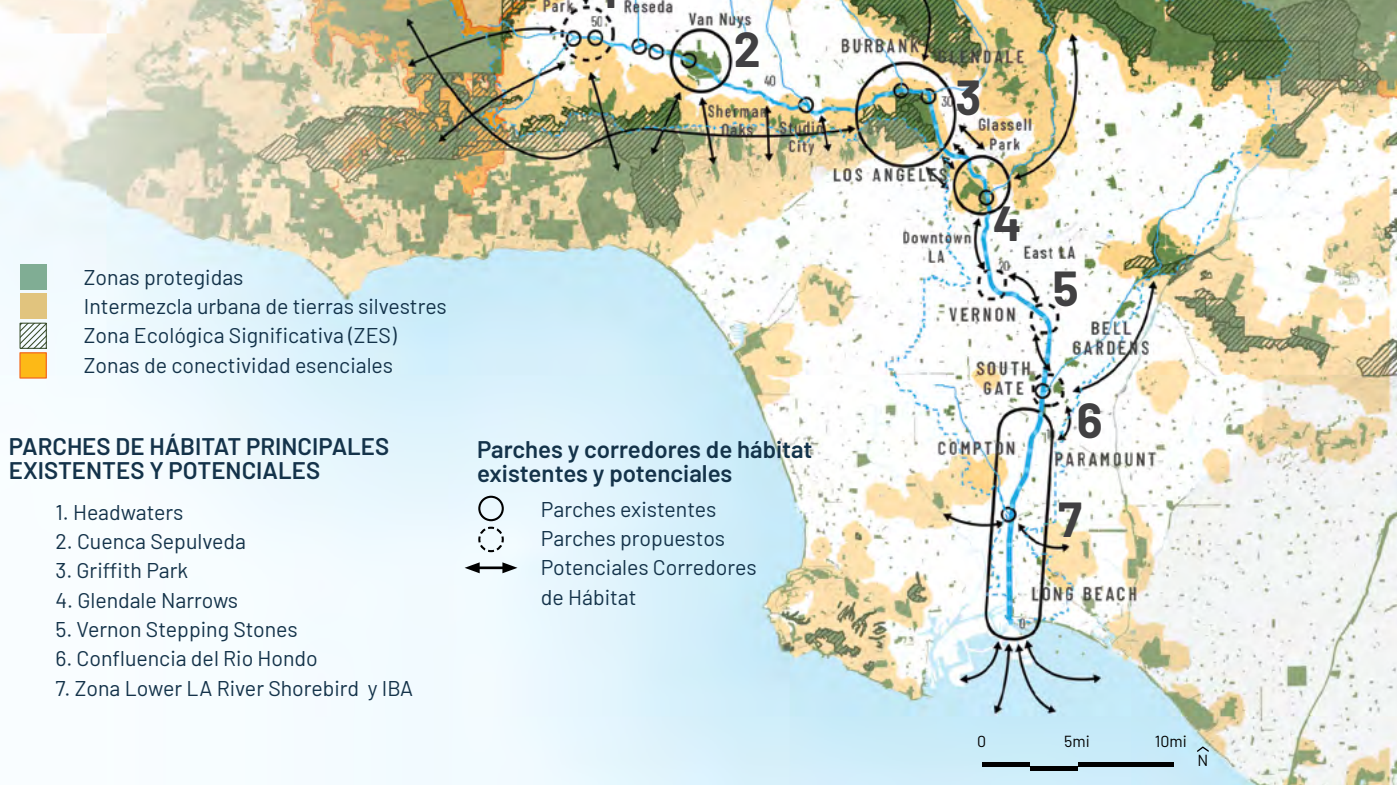 Park
50
Reseda
Van Nuys
2
BURBANK
GLENDALE
40
30
3
Sherman
Oaks
Studio
City
Glassell
Park
LOS ANGELES
4
Downtown
LA
East LA
20
5
VERNON
BELL
GARDENS
SOUTH
GATE
6
COMPTON
PARAMOUNT
7
LONG BEACH
0
Zonas protegidas
Intermezcla urbana de tierras silvestres
Zona Ecológica Significativa (ZES)
Zonas de conectividad esenciales
PARCHES DE HÁBITAT PRINCIPALES
EXISTENTES Y POTENCIALES
1. Headwaters
2. Cuenca Sepulveda
3. Griffith Park
4. Glendale Narrows
5. Vernon Stepping Stones
6. Confluencia del Rio Hondo
7. Zona Lower LA River Shorebird y IBA
Parches y corredores de hábitat
existentes y potenciales
Parches existentes
Parches propuestos
Potenciales Corredores
de Hábitat
0 5mi 10mi
N